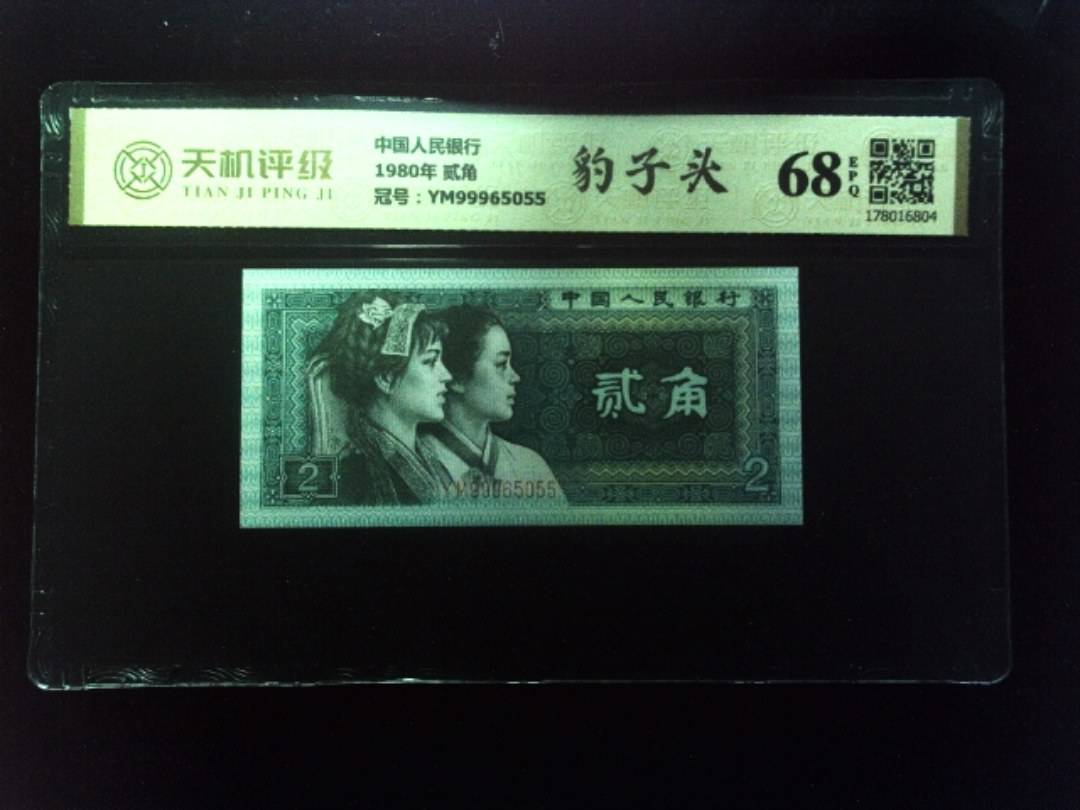 天机评级
TIAN JI PING JI
中国人民银行
1980年 贰角
冠号：YM99965055
豹子头
68
EPQ
178016804
中国人民银行
贰角
2
2
YM99965055